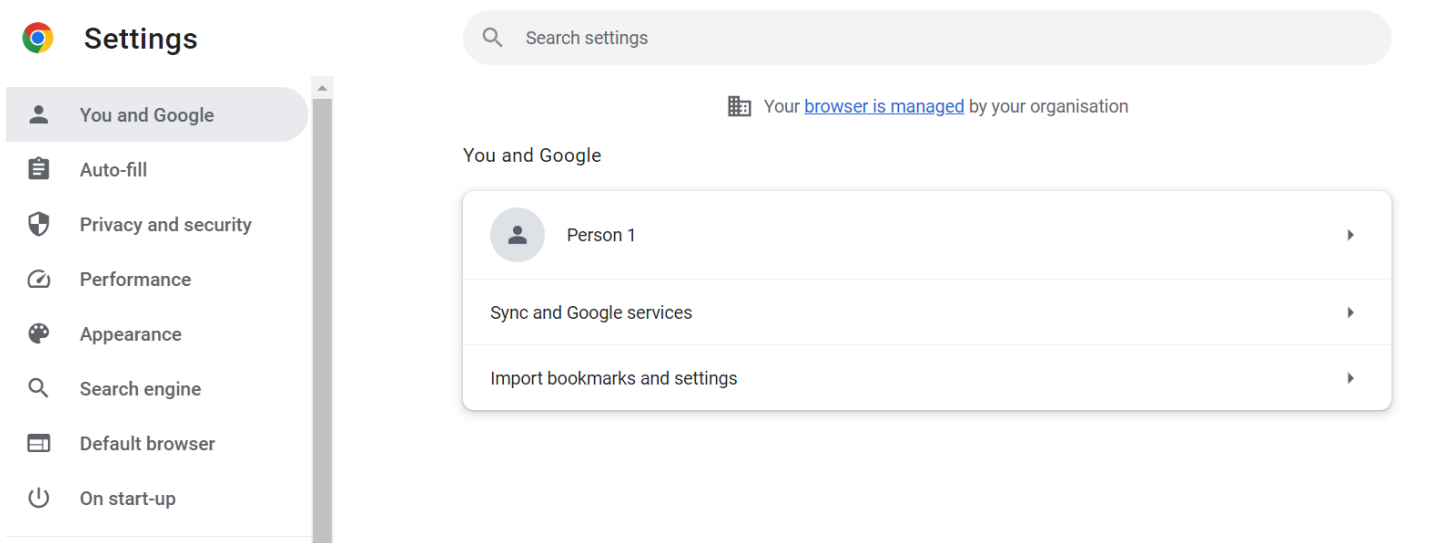 Settings
Search settings
You and Google
Auto-fill
Privacy and security
Performance
Appearance
Search engine
Default browser
On start-up
Your browser is managed by your organisation
You and Google
Person 1
Sync and Google services
Import bookmarks and settings